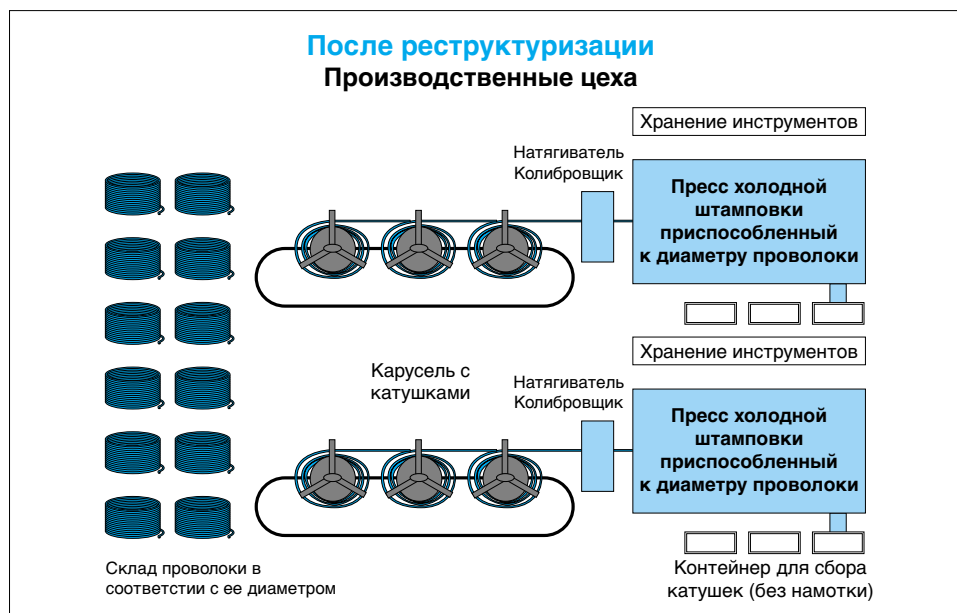 После реструктуризации
Производственные цеха
Хранение инструментов
Натягиватель
Колибровщик
Пресс холодной
штамповки
приспособленный
к диаметру проволоки
Хранение инструментов
Карусель с
катушками
Натягиватель
Колибровщик
Пресс холодной
штамповки
приспособленный
к диаметру проволоки
Склад проволоки в
соответстии с ее диаметром
Контейнер для сбора
катушек (без намотки)